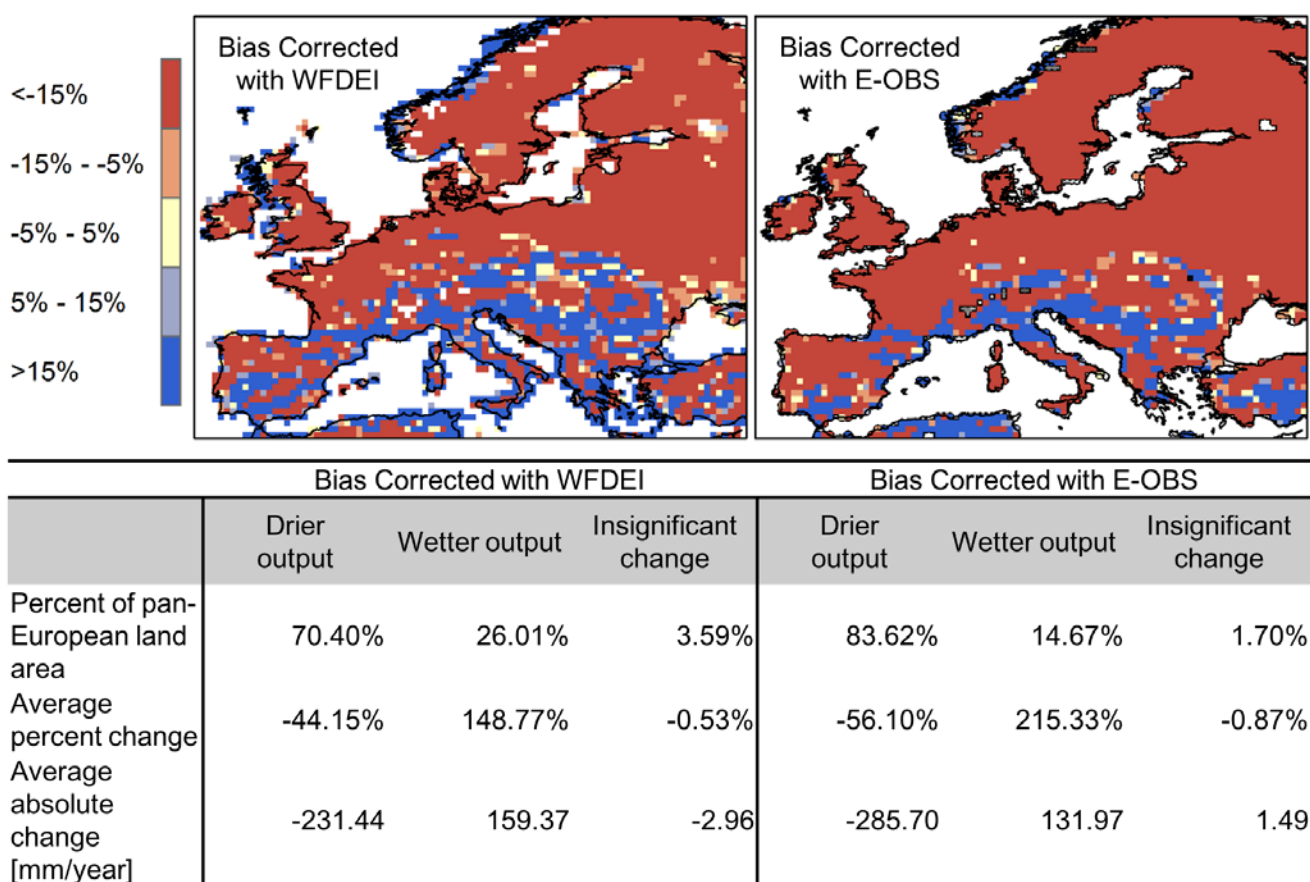 Bias Corrected
with WFDEI
Bias Corrected
with E-OBS
<-15%
-15% - -5%
-5% - 5%
5% - 15%
>15%
Bias Corrected with WFDEI Bias Corrected with E-OBS
Drier output Wetter output Insignificant change Drier output Wetter output Insignificant change
Percent of pan-
European land
area
70.40% 26.01% 3.59% 83.62% 14.67% 1.70%
Average
percent change
-44.15% 148.77% -0.53% -56.10% 215.33% -0.87%
Average
absolute
change
[mm/year]
-231.44 159.37 -2.96 -285.70 131.97 1.49